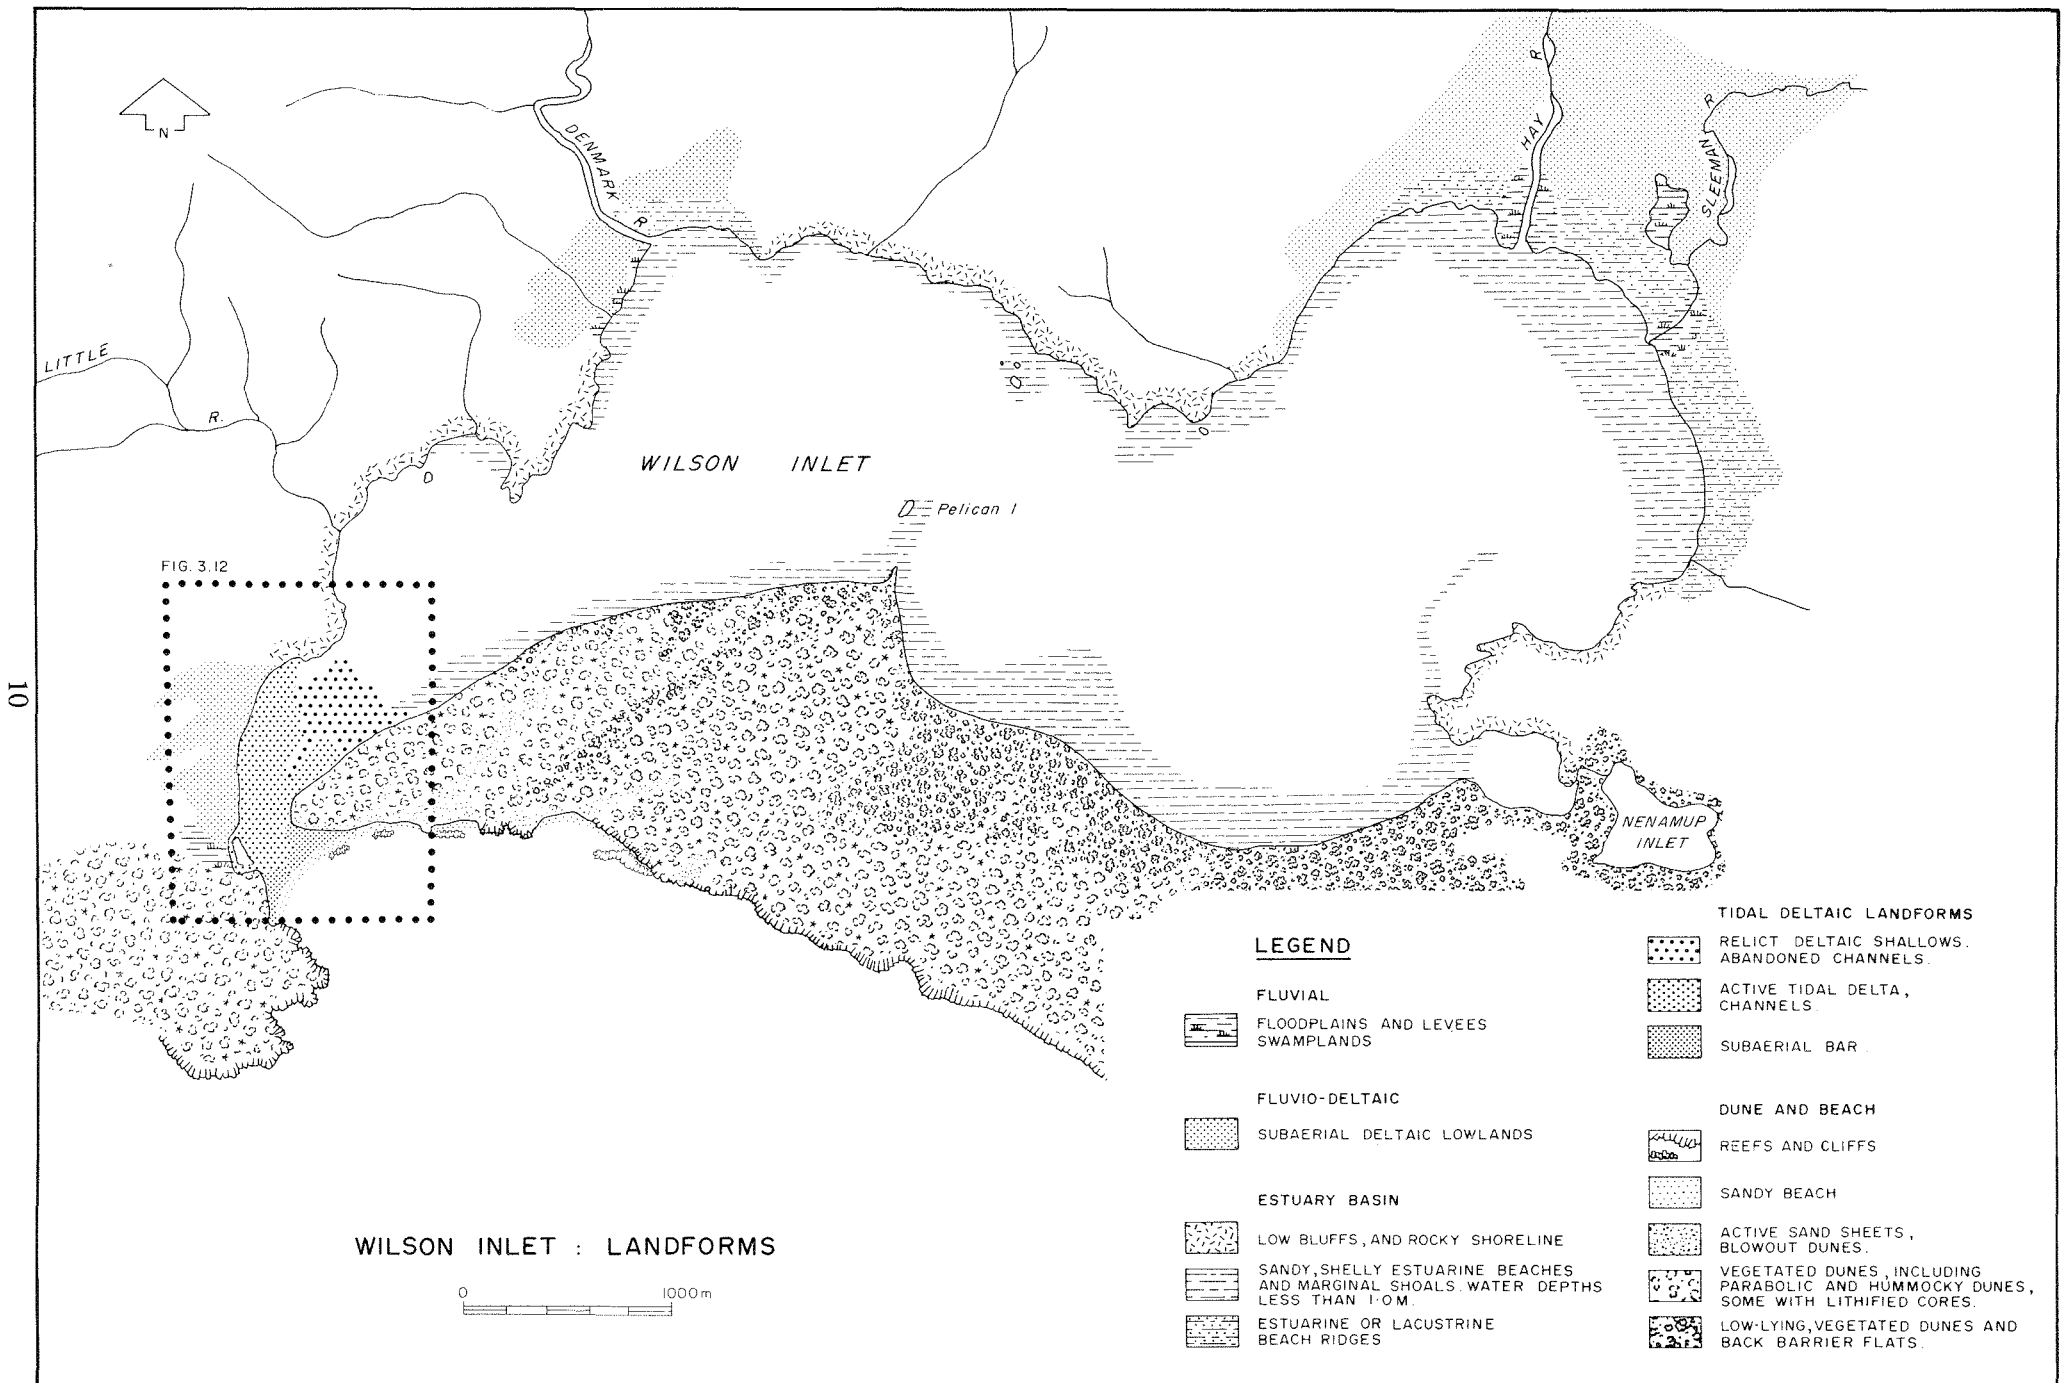 N
DENMARK
R
HAY R
SLEEMAN R
LITTLE
R.
WILSON INLET
Pelican I
FIG. 3.12
10
NENAMUP
INLET
LEGEND
FLUVIAL
FLOODPLAINS AND LEVEES
SWAMPLANDS
FLUVIO-DELTAIC
SUBAERIAL DELTAIC LOWLANDS
ESTUARY BASIN
LOW BLUFFS, AND ROCKY SHORELINE
SANDY, SHELLY ESTUARINE BEACHES
AND MARGINAL SHOALS. WATER DEPTHS
LESS THAN 1·0M.
ESTUARINE OR LACUSTRINE
BEACH RIDGES
TIDAL DELTAIC LANDFORMS
RELICT DELTAIC SHALLOWS.
ABANDONED CHANNELS.
ACTIVE TIDAL DELTA,
CHANNELS.
SUBAERIAL BAR.
DUNE AND BEACH
REEFS AND CLIFFS
SANDY BEACH
ACTIVE SAND SHEETS,
BLOWOUT DUNES.
VEGETATED DUNES, INCLUDING
PARABOLIC AND HUMMOCKY DUNES,
SOME WITH LITHIFIED CORES.
LOW-LYING, VEGETATED DUNES AND
BACK BARRIER FLATS.
WILSON INLET : LANDFORMS
0 1000m